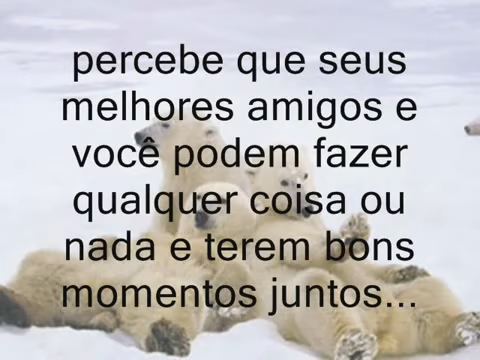 percebe que seus
melhores amigos e
você podem fazer
qualquer coisa ou
nada e terem bons
momentos juntos...